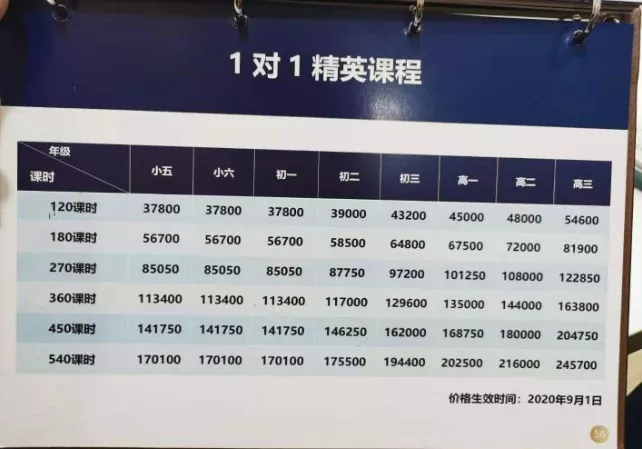 1对1精英课程
年级
课时 小五 小六 初一 初二 初三 高一 高二 高三
120课时 37800 37800 37800 39000 43200 45000 48000 54600
180课时 56700 56700 56700 58500 64800 67500 72000 81900
270课时 85050 85050 85050 87750 97200 101250 108000 122850
360课时 113400 113400 113400 117000 129600 135000 144000 163800
450课时 141750 141750 141750 146250 162000 168750 180000 204750
540课时 170100 170100 170100 175500 194400 202500 216000 245700
价格生效时间：2020年9月1日
56